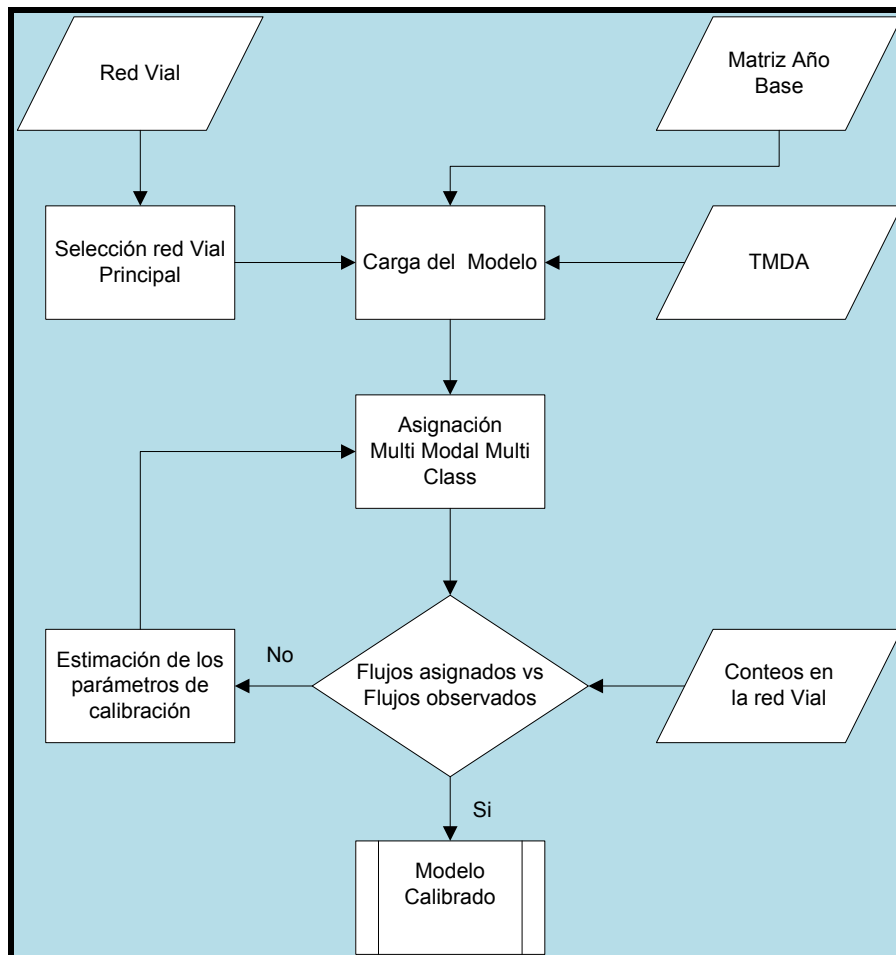 Red Vial
Matriz Año
Base
Selección red Vial
Principal
Carga del Modelo
TMDA
Asignación
Multi Modal Multi
Class
Estimación de los
parámetros de
calibración
No
Flujos asignados vs
Flujos observados
Conteos en
la red Vial
Si
Modelo
Calibrado